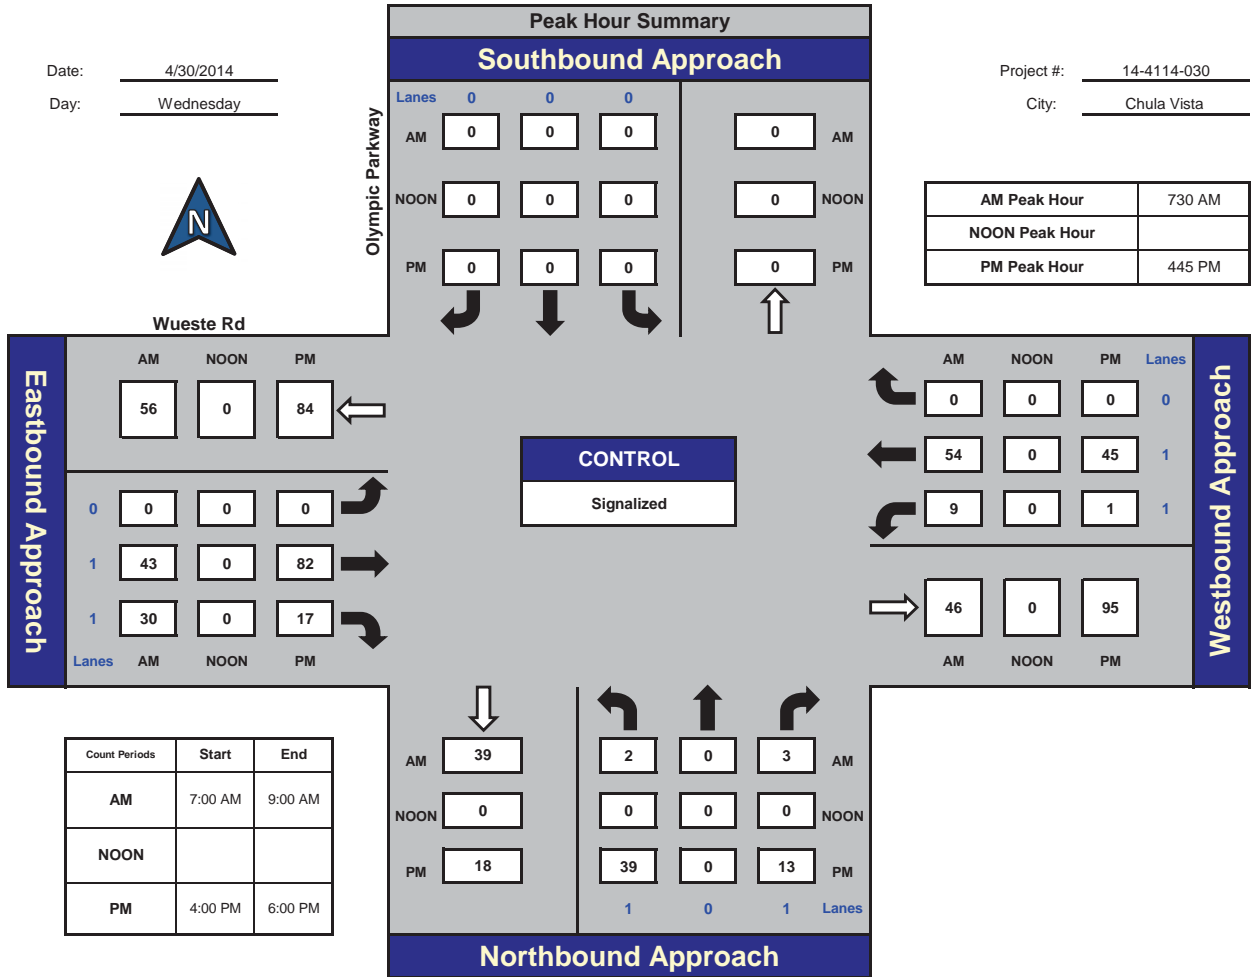 Peak Hour Summary
Southbound Approach
Date: 4/30/2014
Day: Wednesday
Project #: 14-4114-030
City: Chula Vista
N
Olympic Parkway
Lanes 0 0 0
AM 0 0 0 0 AM
NOON 0 0 0 0 NOON
PM 0 0 0 0 PM
AM Peak Hour 730 AM
NOON Peak Hour
PM Peak Hour 445 PM
Wueste Rd
Eastbound Approach
AM NOON PM
56 0 84
0 0 0 0
1 43 0 82
1 30 0 17
Lanes AM NOON PM
CONTROL
Signalized
AM NOON PM Lanes
0 0 0 0
54 0 45 1
9 0 1 1
46 0 95
AM NOON PM
Westbound Approach
Count Periods Start End
AM 7:00 AM 9:00 AM
NOON
PM 4:00 PM 6:00 PM
AM 39 2 0 3 AM
NOON 0 0 0 0 NOON
PM 18 39 0 13 PM
1 0 1 Lanes
Northbound Approach